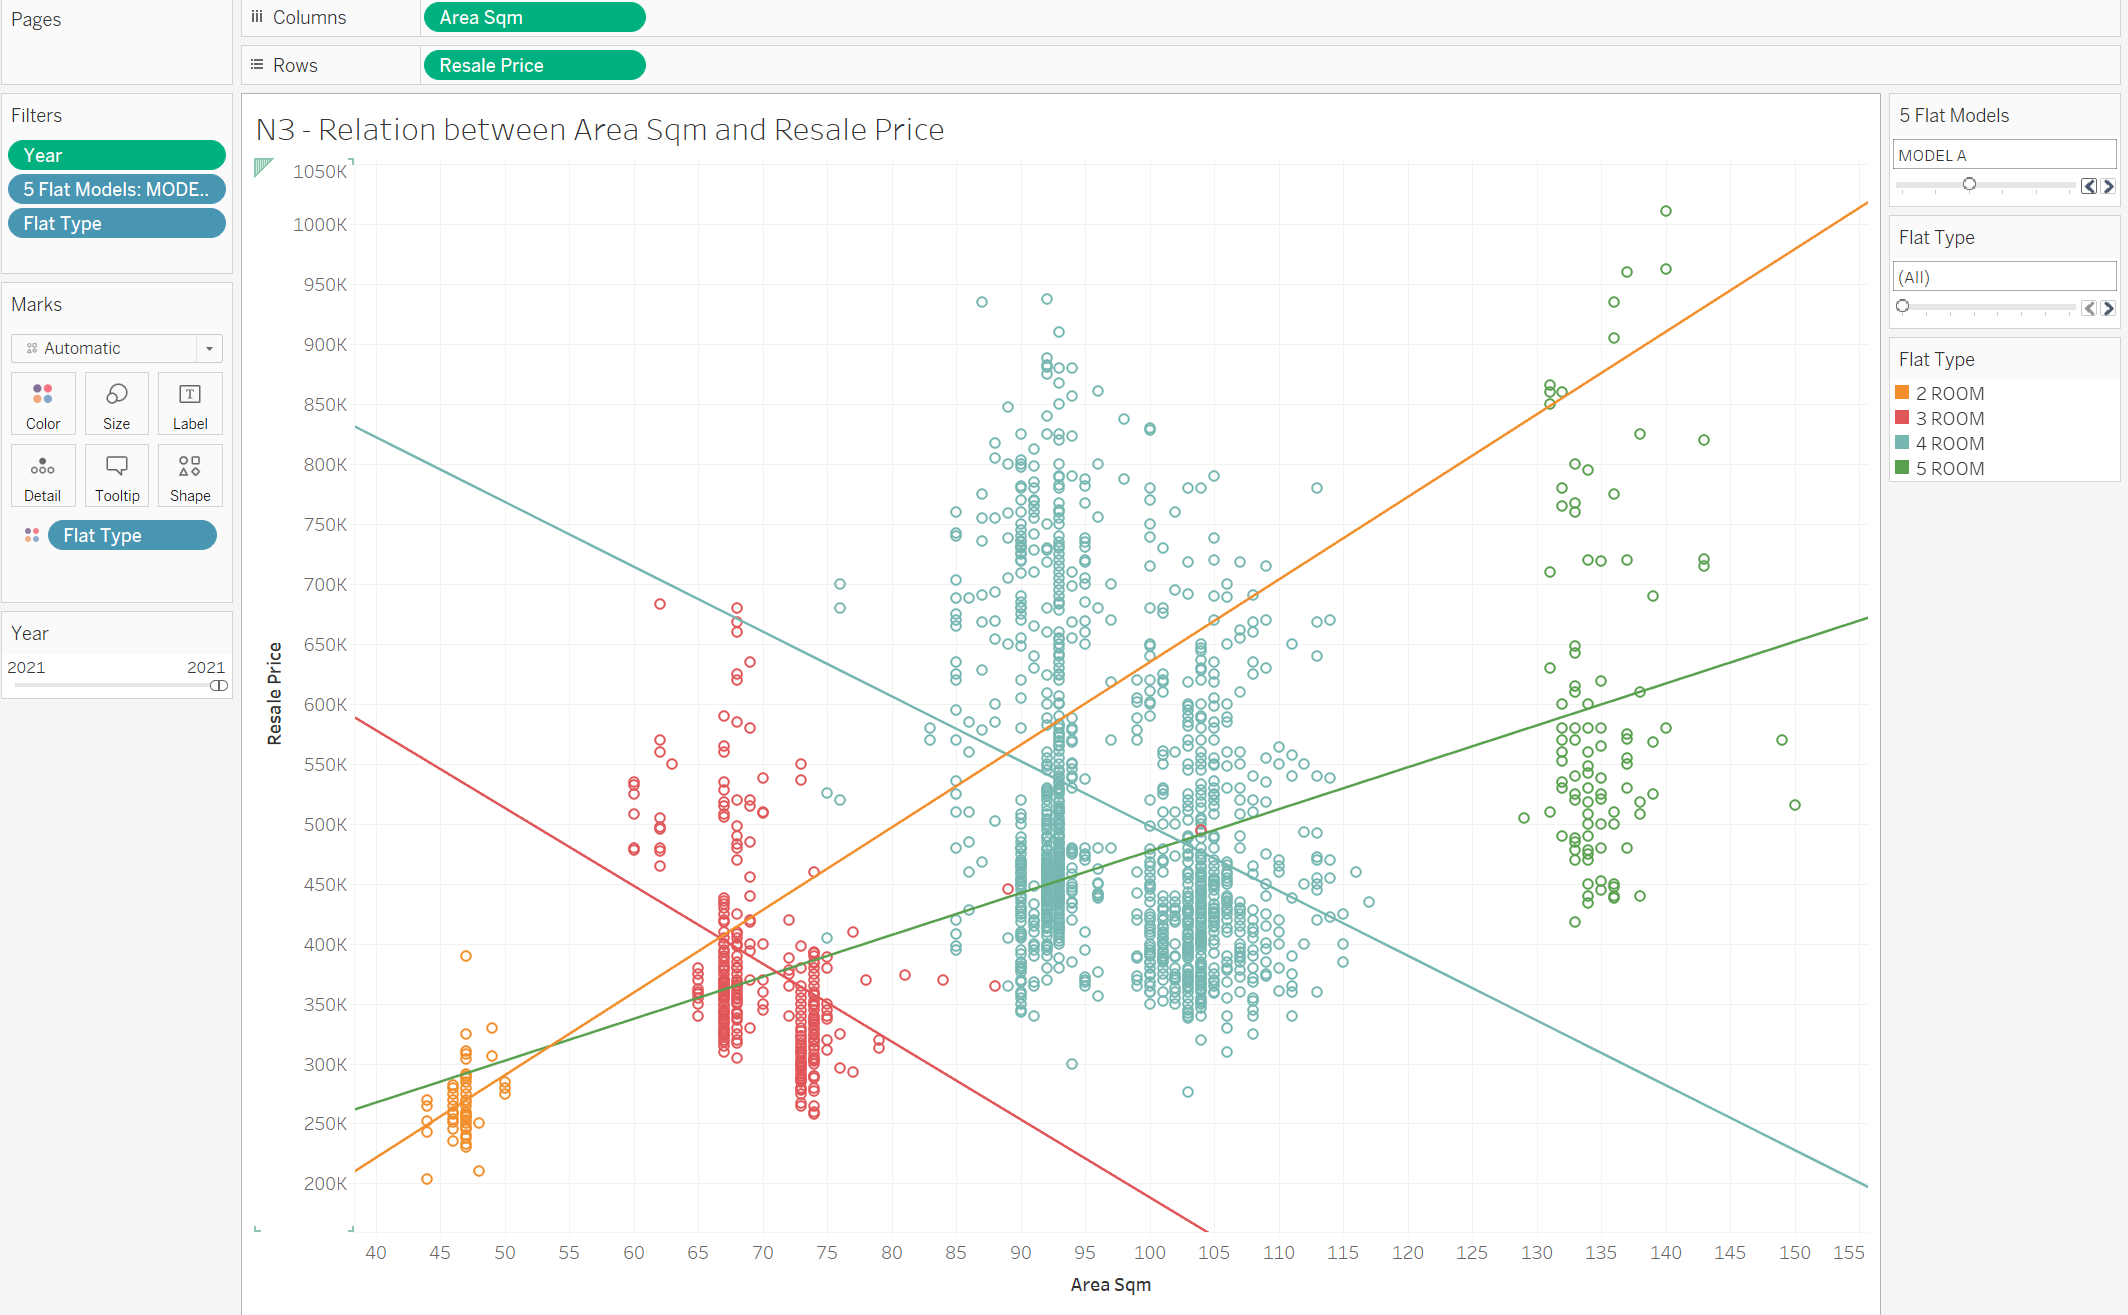 Pages
Columns
Area Sqm
Rows
Resale Price
Filters
Year
5 Flat Models: MODE..
Flat Type
Marks
Automatic
Color
Size
Label
Detail
Tooltip
Shape
Flat Type
Year
2021
2021
N3 - Relation between Area Sqm and Resale Price
1050K
1000K
950K
900K
850K
800K
750K
700K
650K
600K
550K
500K
450K
400K
350K
300K
250K
200K
Resale Price
40 45 50 55 60 65 70 75 80 85 90 95 100 105 110 115 120 125 130 135 140 145 150 155
Area Sqm
5 Flat Models
MODEL A
Flat Type
(All)
Flat Type
2 ROOM
3 ROOM
4 ROOM
5 ROOM